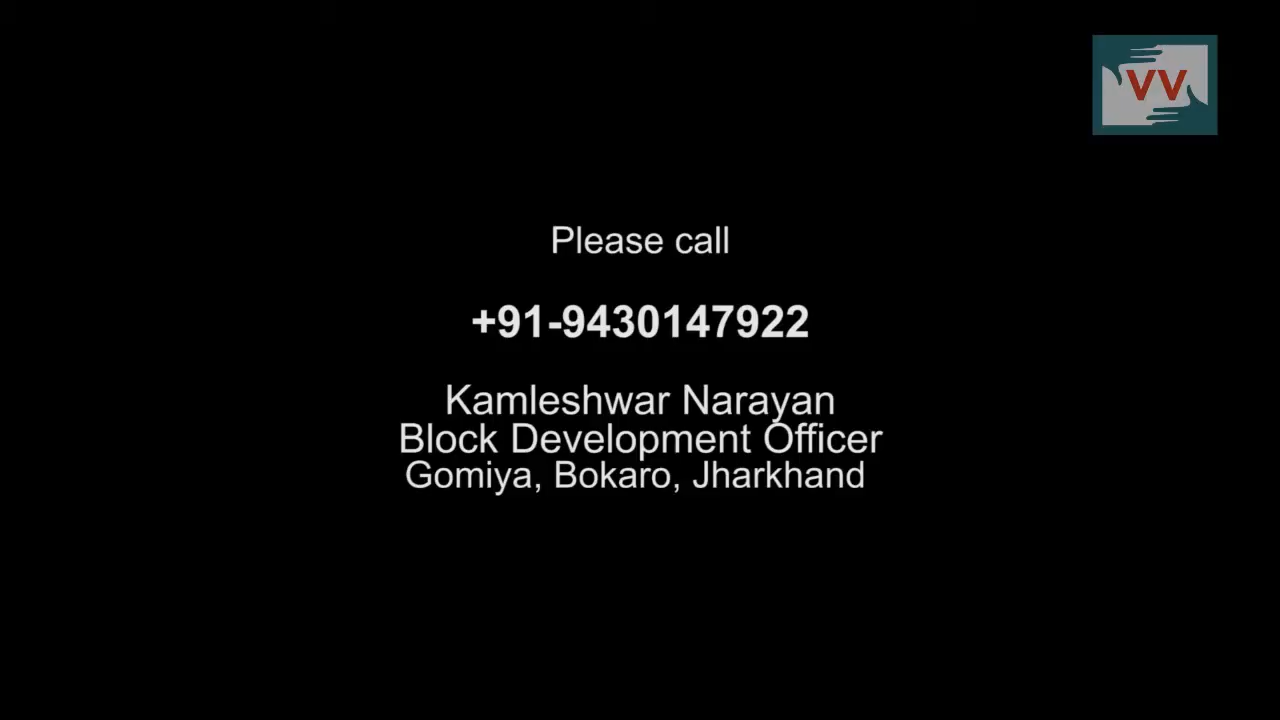 VV
Please call
+91-9430147922
Kamleshwar Narayan
Block Development Officer
Gomiya, Bokaro, Jharkhand